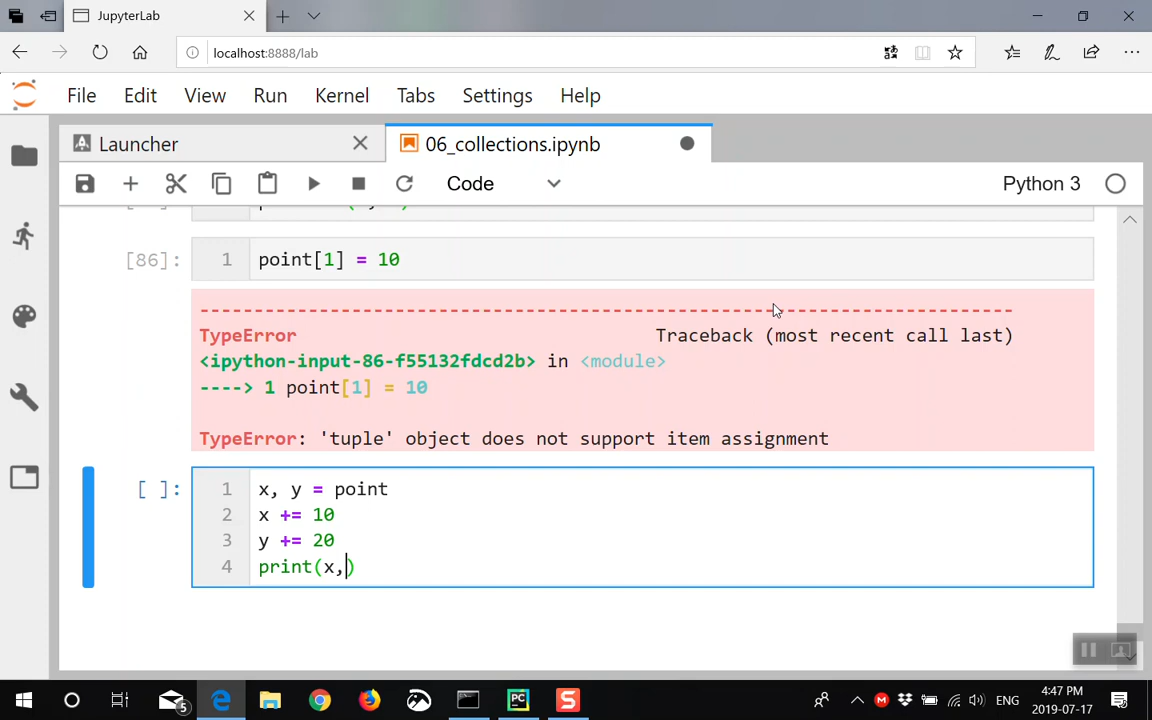 JupyterLab
localhost:8888/lab
File Edit View Run Kernel Tabs Settings Help
Launcher
06_collections.ipynb
Code
Python 3
[86]:
1 point[1] = 10
---------------------------------------------------------------------------
TypeError Traceback (most recent call last)
<ipython-input-86-f55132fdcd2b> in <module>
----> 1 point[1] = 10
TypeError: 'tuple' object does not support item assignment
[ ]:
1 x, y = point
2 x += 10
3 y += 20
4 print(x,)
5
PC
S
ENG
4:47 PM
2019-07-17